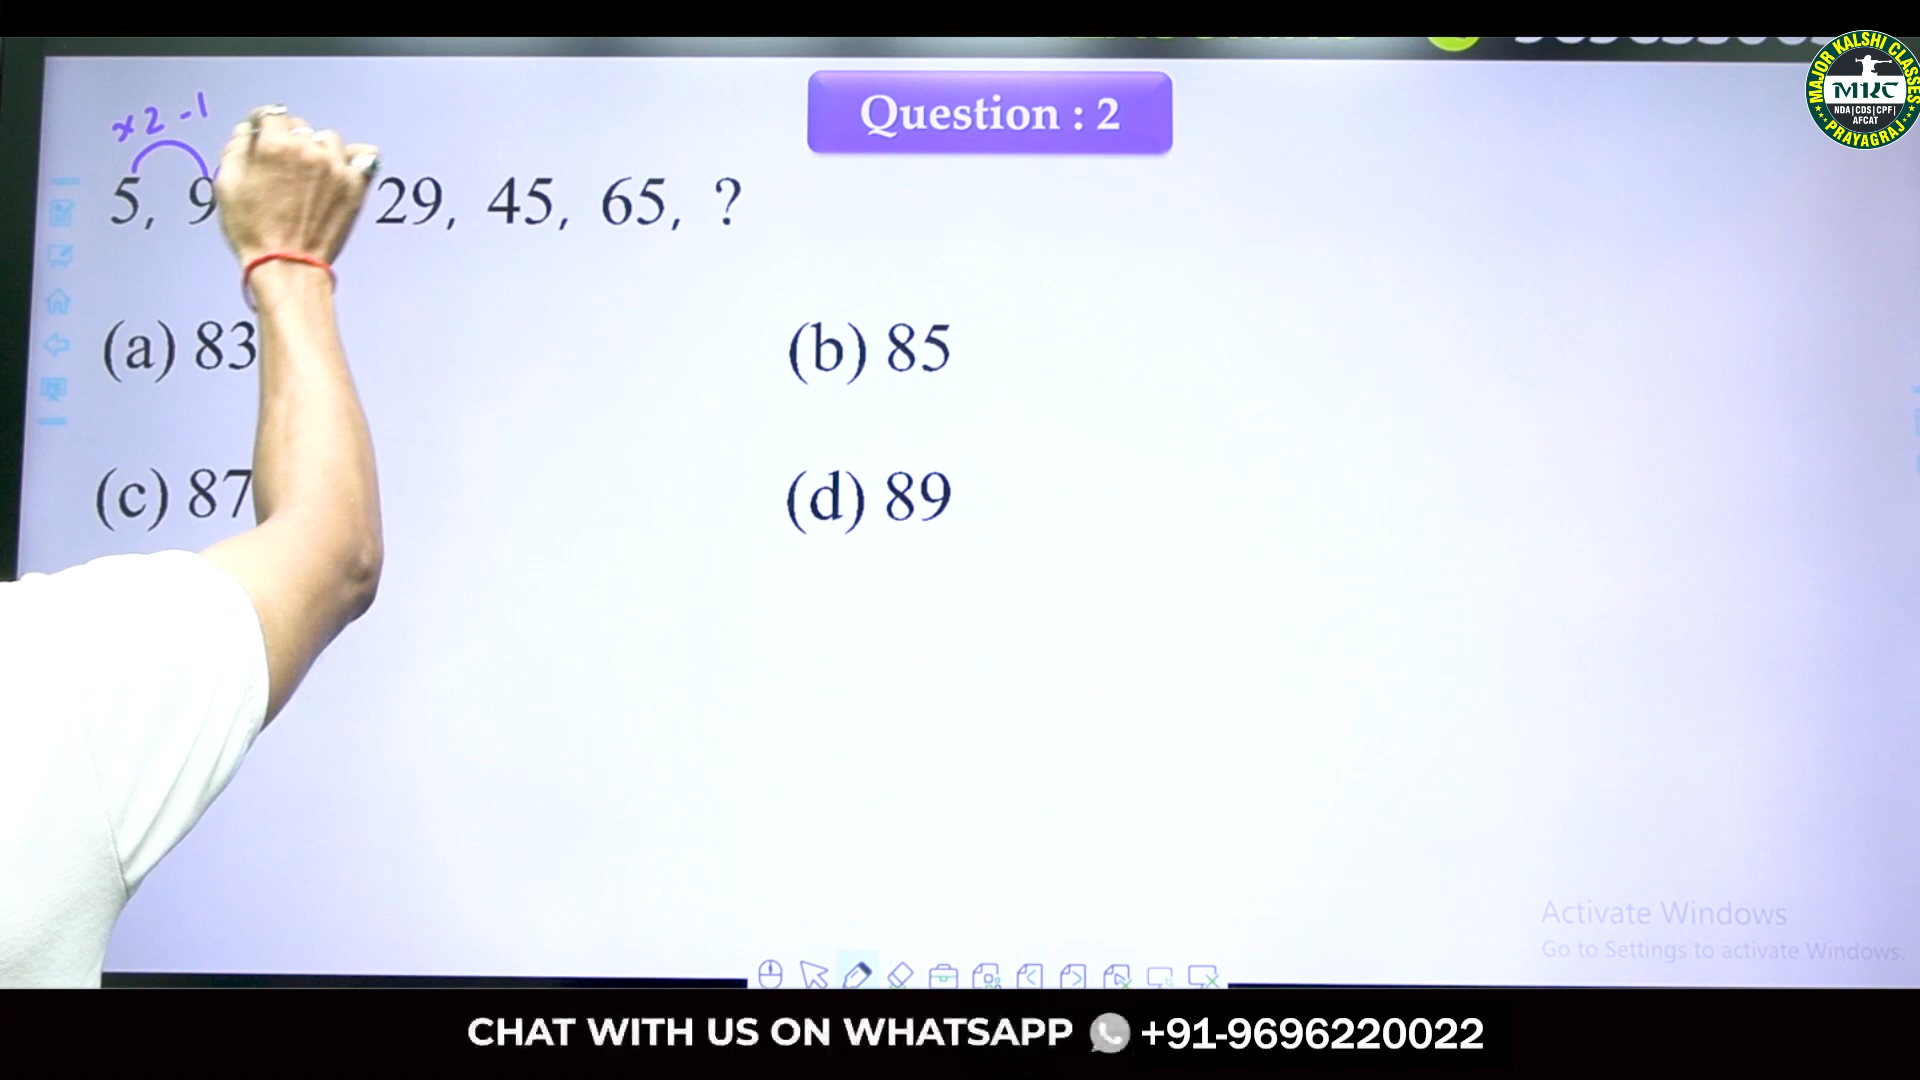 MAJOR KALSHI CLASSES
MKC
NDA|CDS|CPF|
AFCAT
PRAYAGRAJ
Question : 2
×2 -1
5, 9 29, 45, 65, ?
(a) 83 (b) 85
(c) 87 (d) 89
Activate Windows
Go to Settings to activate Windows.
CHAT WITH US ON WHATSAPP +91-9696220022